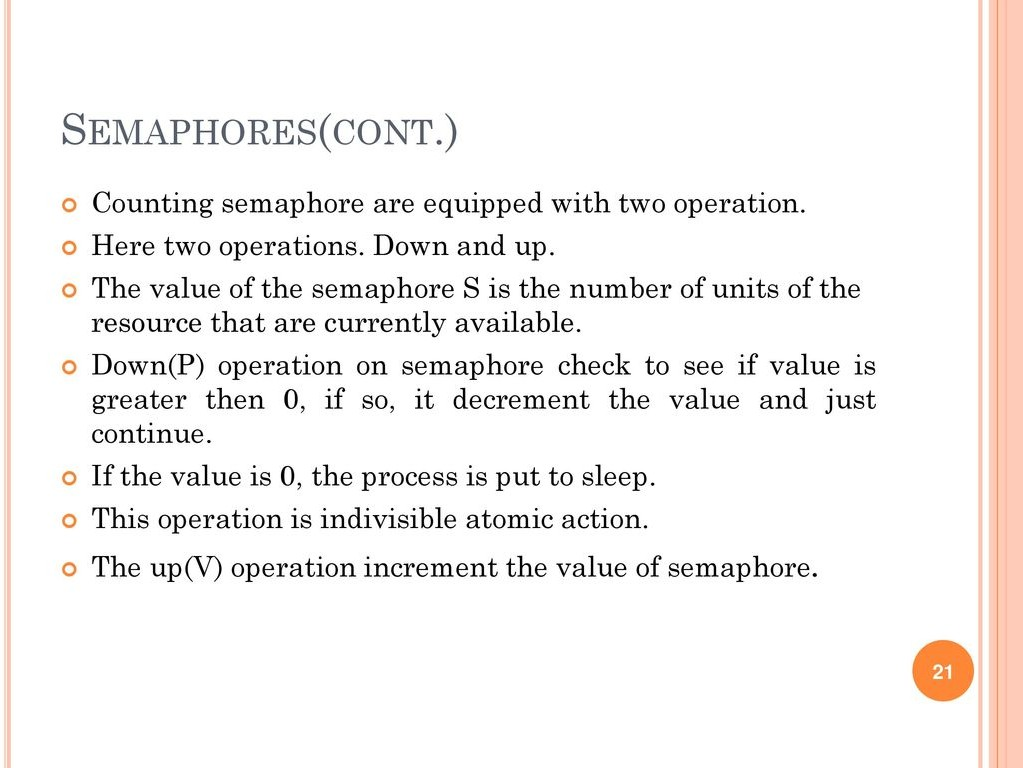 SEMAPHORES(CONT.)
Counting semaphore are equipped with two operation.
Here two operations. Down and up.
The value of the semaphore S is the number of units of the
resource that are currently available.
Down(P) operation on semaphore check to see if value is
greater then 0, if so, it decrement the value and just
continue.
If the value is 0, the process is put to sleep.
This operation is indivisible atomic action.
The up(V) operation increment the value of semaphore.
21